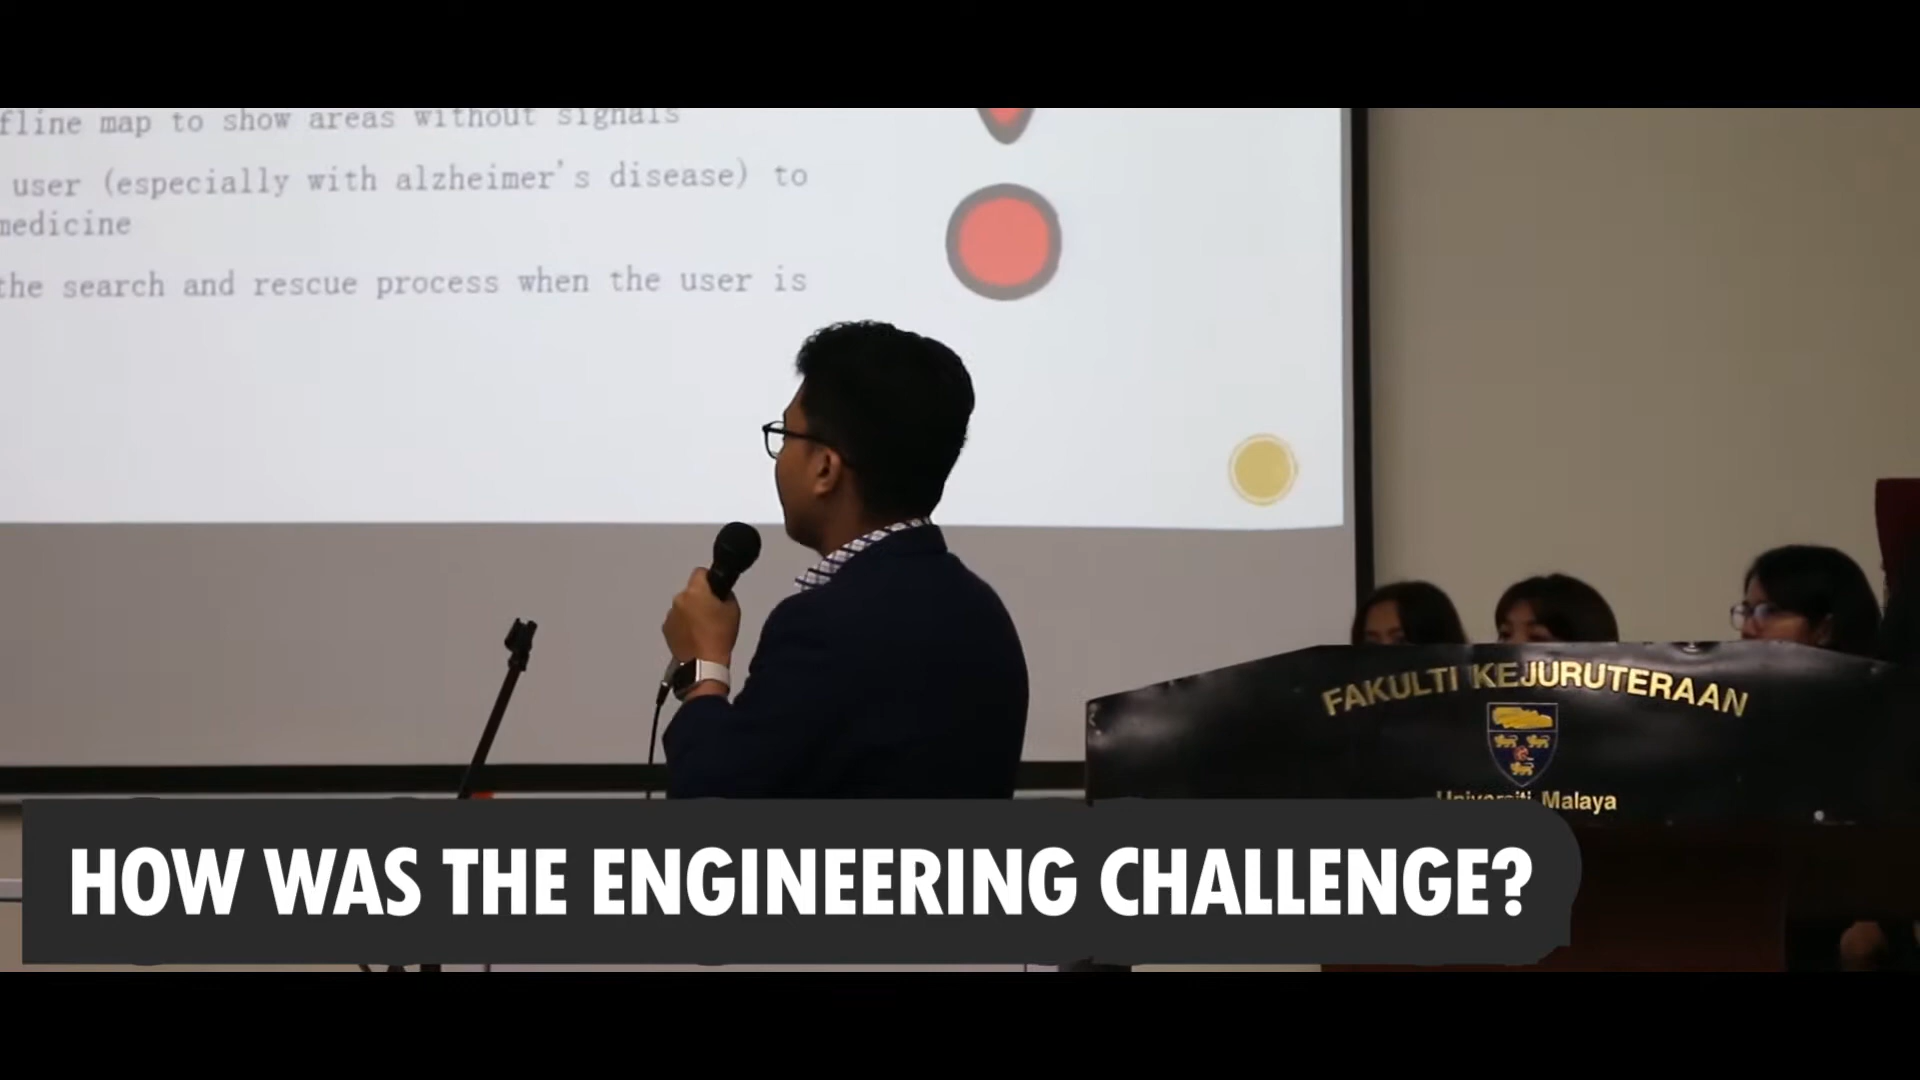 fline map to show areas without signals
user (especially with alzheimer's disease) to
medicine
the search and rescue process when the user is
FAKULTI KEJURUTERAAN
Universiti Malaya
HOW WAS THE ENGINEERING CHALLENGE?